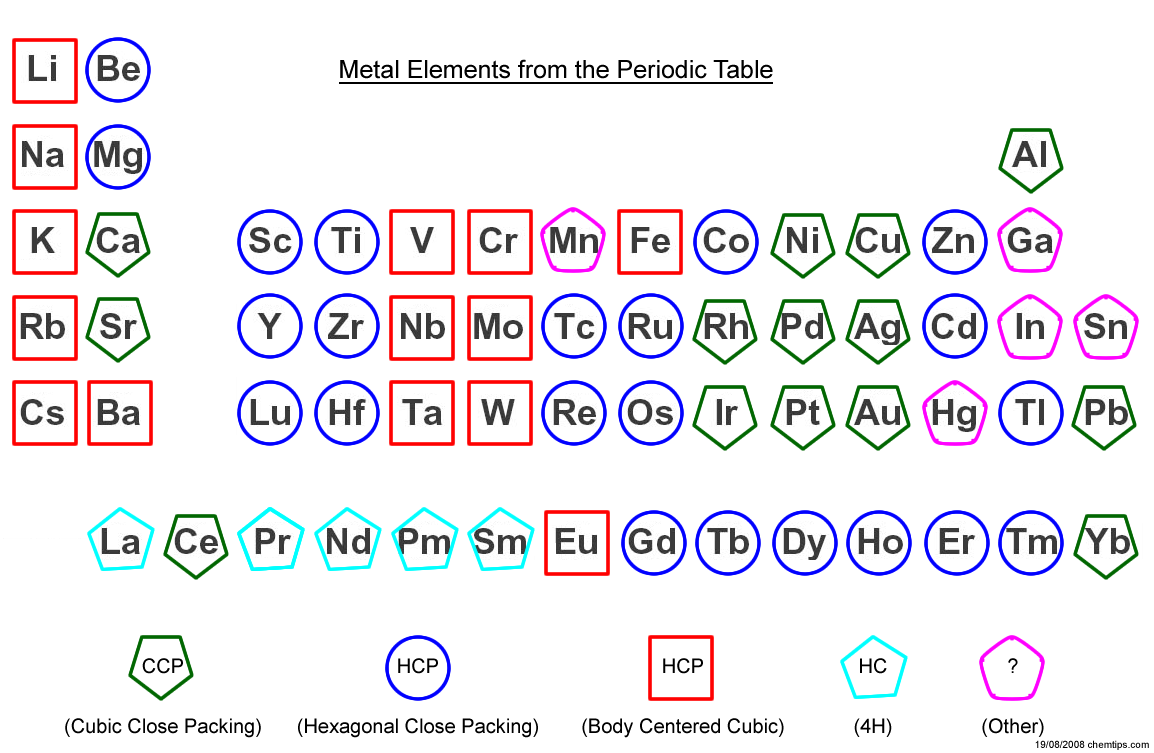 Metal Elements from the Periodic Table
Li Be
Na Mg Al
K Ca Sc Ti V Cr Mn Fe Co Ni Cu Zn Ga
Rb Sr Y Zr Nb Mo Tc Ru Rh Pd Ag Cd In Sn
Cs Ba Lu Hf Ta W Re Os Ir Pt Au Hg Tl Pb
La Ce Pr Nd Pm Sm Eu Gd Tb Dy Ho Er Tm Yb
CCP HCP HCP HC ?
(Cubic Close Packing) (Hexagonal Close Packing) (Body Centered Cubic) (4H) (Other)
19/08/2008 chemtips.com